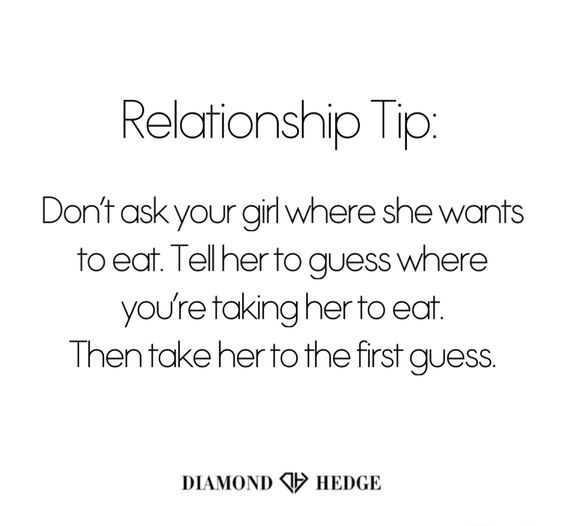 Relationship Tip:
Don't ask your girl where she wants
to eat. Tell her to guess where
you're taking her to eat.
Then take her to the first guess.
DIAMOND DH HEDGE